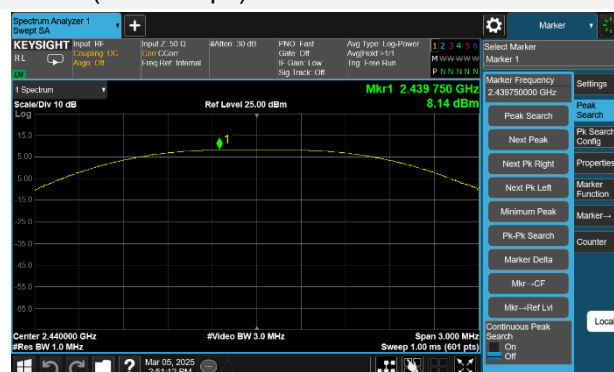 Spectrum Analyzer 1
Swept SA
+
Marker
KEYSIGHT
R L
Input: RF
Coupling: DC
Align: Off
Input Z: 50 Ω
Corr CCorr
Freq Ref: Internal
#Atten: 30 dB
PNO: Fast
Gate: Off
IF Gain: Low
Sig Track: Off
Avg Type: Log-Power
Avg|Hold:>1/1
Trig: Free Run
1 2 3 4 5 6
M W W W W W
P N N N N N
Select Marker
Marker 1
1 Spectrum
Scale/Div 10 dB
Log
Ref Level 25.00 dBm
Mkr1 2.439 750 GHz
8.14 dBm
15.0
5.00
-5.00
-15.0
-25.0
-35.0
-45.0
-55.0
-65.0
1
Center 2.440000 GHz
#Res BW 1.0 MHz
#Video BW 3.0 MHz
Span 3.000 MHz
Sweep 1.00 ms (601 pts)
Marker Frequency
2.439750000 GHz
Peak Search
Next Peak
Next Pk Right
Next Pk Left
Minimum Peak
Pk-Pk Search
Marker Delta
Mkr→CF
Mkr→Ref Lvl
Continuous Peak
Search
On
Off
Settings
Peak
Search
Pk Search
Config
Properties
Marker
Function
Marker→
Counter
Local
?
Mar 05, 2025